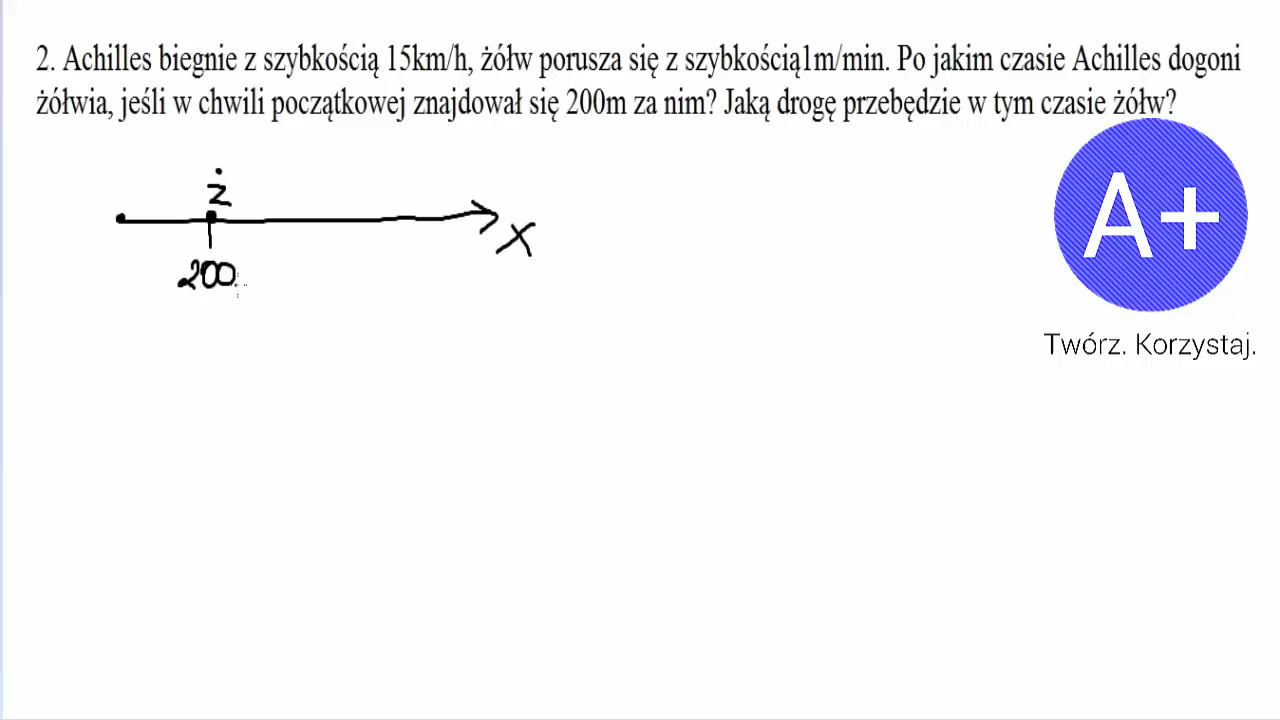 2. Achilles biegnie z szybkością 15km/h, żółw porusza się z szybkością1m/min. Po jakim czasie Achilles dogoni
żółwia, jeśli w chwili początkowej znajdował się 200m za nim? Jaką drogę przebędzie w tym czasie żółw?
ż
x
200
A+
Twórz. Korzystaj.